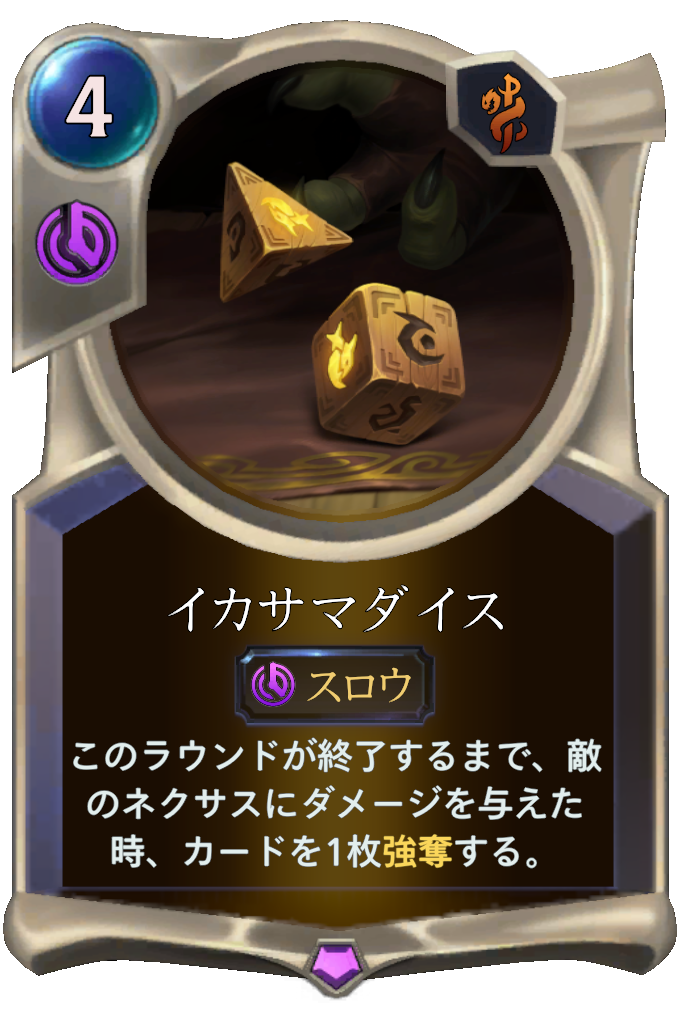 4
イカサマダイス
スロウ
このラウンドが終了するまで、敵
のネクサスにダメージを与えた
時、カードを1枚強奪する。